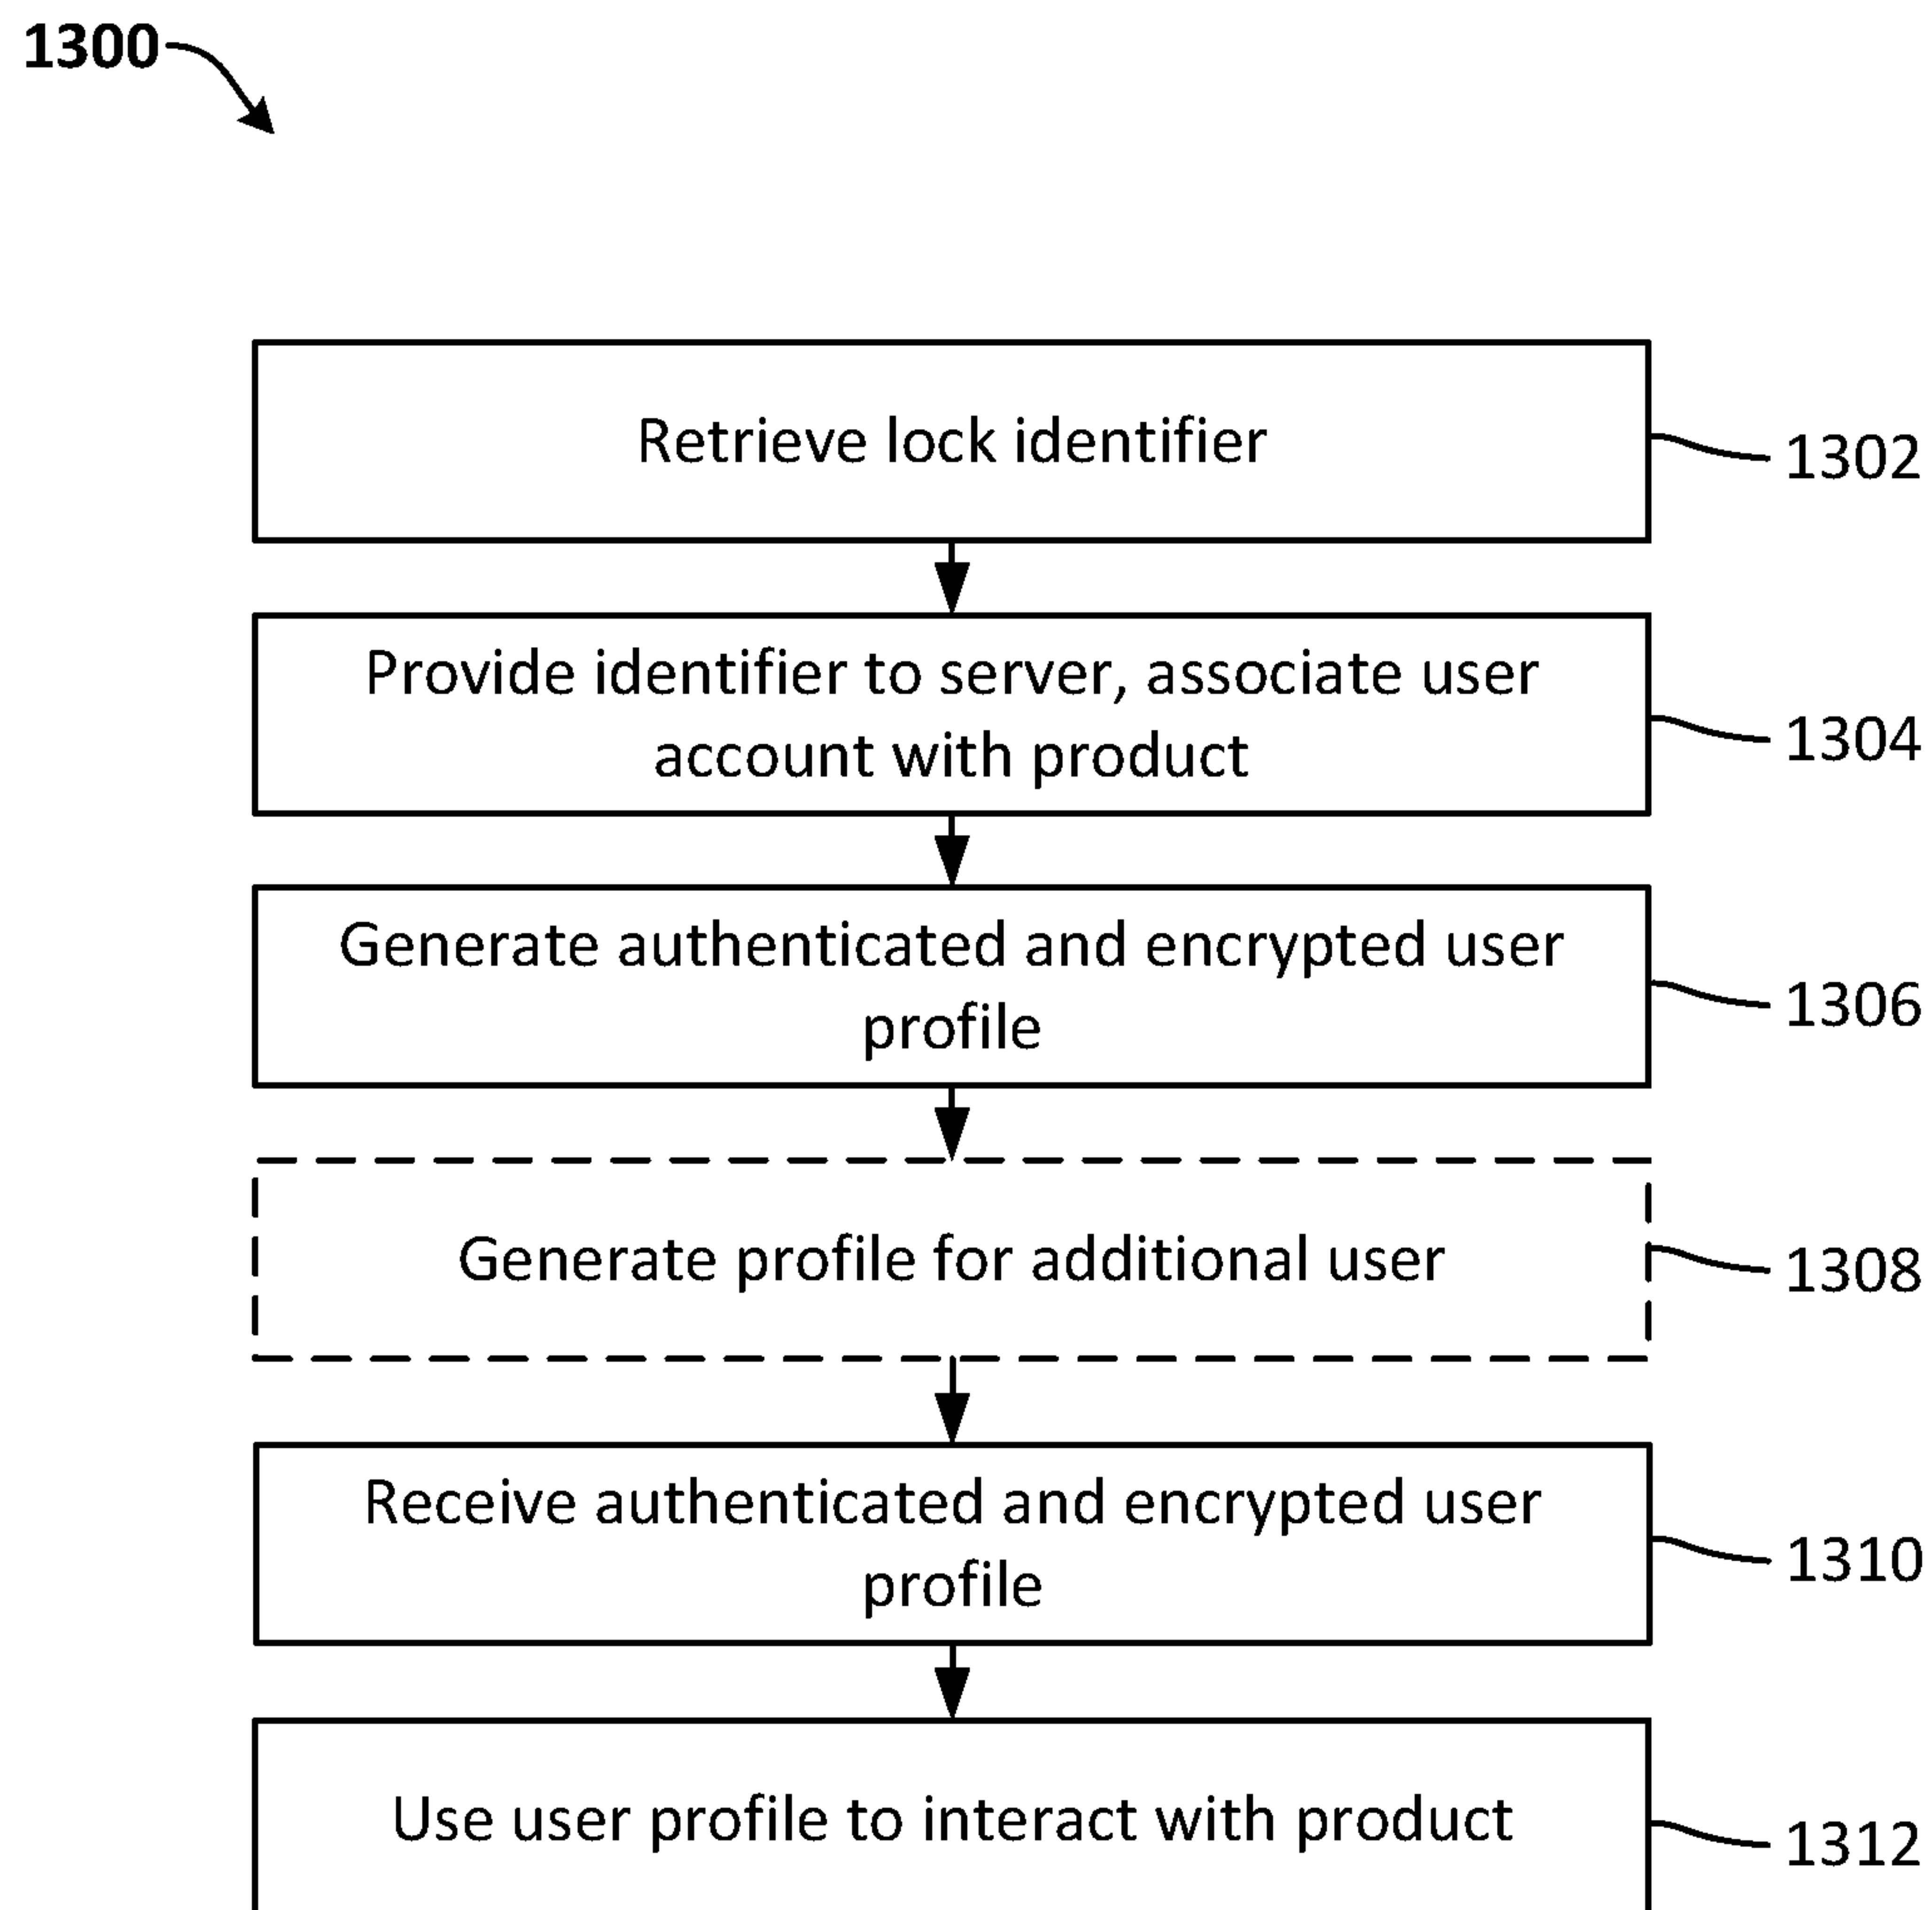 1300
Retrieve lock identifier
1302
Provide identifier to server, associate user
account with product
1304
Generate authenticated and encrypted user
profile
1306
Generate profile for additional user
1308
Receive authenticated and encrypted user
profile
1310
Use user profile to interact with product
1312